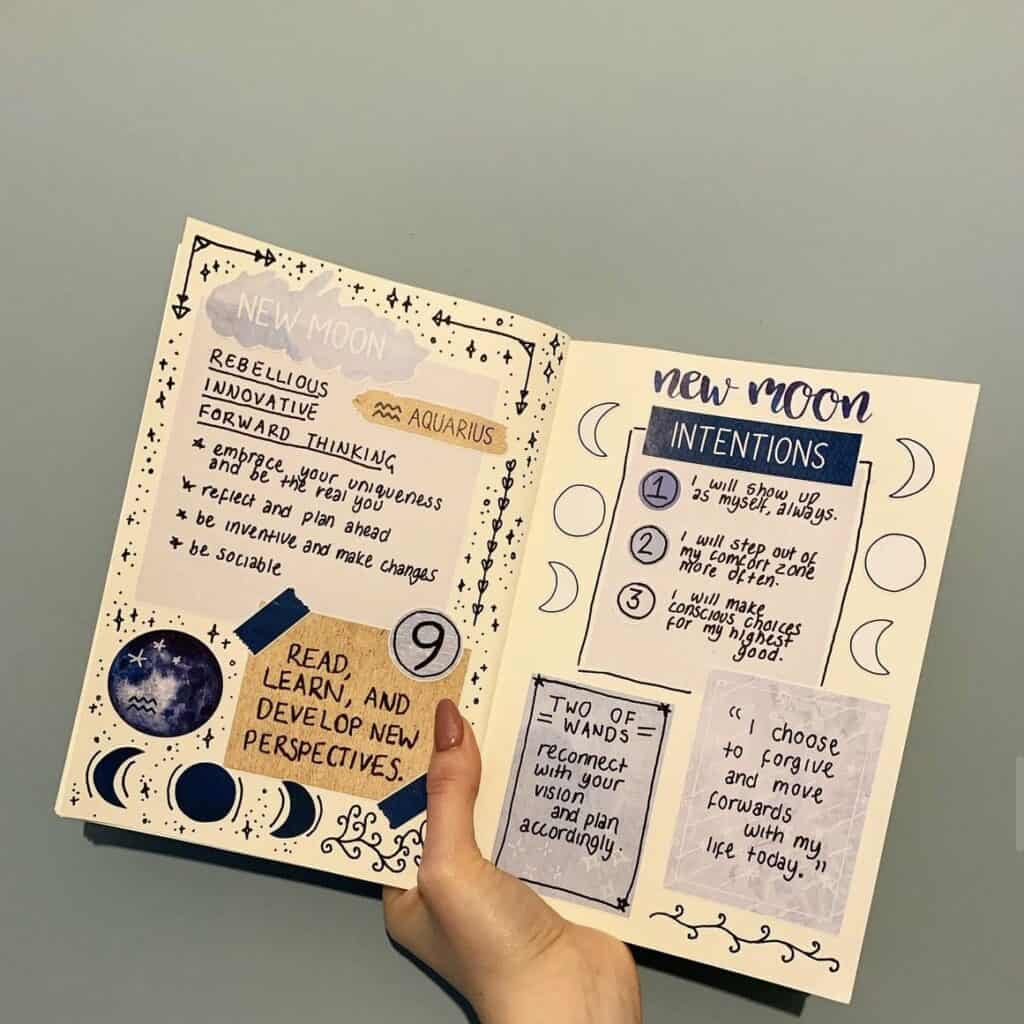 NEW MOON
REBELLIOUS
INNOVATIVE
FORWARD THINKING
♒ AQUARIUS
* embrace your uniqueness
and be the real you
* reflect and plan ahead
* be inventive and make changes
* be sociable
9
READ,
LEARN, AND
DEVELOP NEW
PERSPECTIVES.
new moon
INTENTIONS
1 I will show up
as myself, always.
2 I will step out of
my comfort zone
more often.
3 I will make
conscious choices
for my highest
good.
TWO OF
= WANDS =
reconnect
with your
vision
and plan
accordingly.
"I choose
to forgive
and move
forwards
with my
life today."